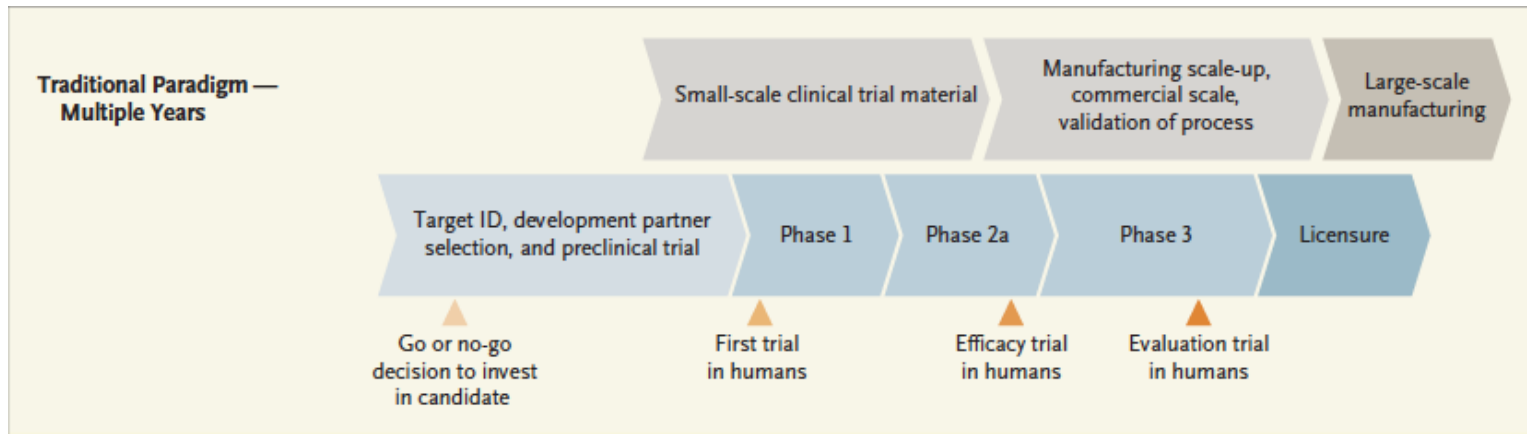 Traditional Paradigm —
Multiple Years
Small-scale clinical trial material
Manufacturing scale-up,
commercial scale,
validation of process
Large-scale
manufacturing
Target ID, development partner
selection, and preclinical trial
Phase 1
Phase 2a
Phase 3
Licensure
Go or no-go
decision to invest
in candidate
First trial
in humans
Efficacy trial
in humans
Evaluation trial
in humans